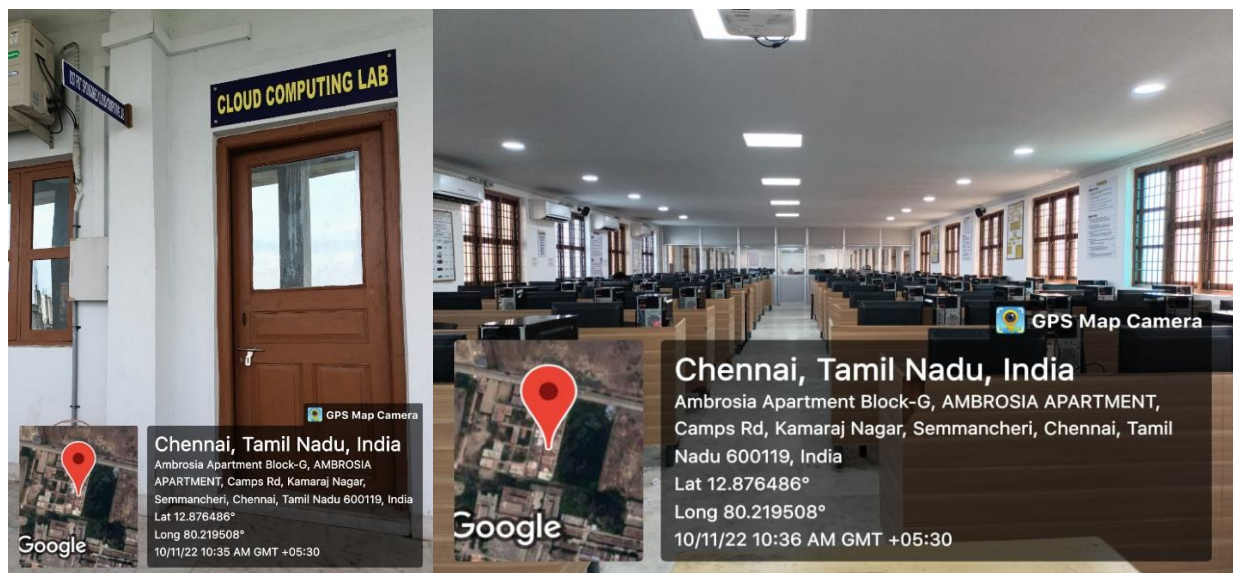 CLOUD COMPUTING LAB
GPS Map Camera
Chennai, Tamil Nadu, India
Ambrosia Apartment Block-G, AMBROSIA
APARTMENT, Camps Rd, Kamaraj Nagar,
Semmancheri, Chennai, Tamil Nadu 600119, India
Lat 12.876486°
Long 80.219508°
10/11/22 10:35 AM GMT +05:30
Google
GPS Map Camera
Chennai, Tamil Nadu, India
Ambrosia Apartment Block-G, AMBROSIA APARTMENT,
Camps Rd, Kamaraj Nagar, Semmancheri, Chennai, Tamil
Nadu 600119, India
Lat 12.876486°
Long 80.219508°
10/11/22 10:36 AM GMT +05:30
Google